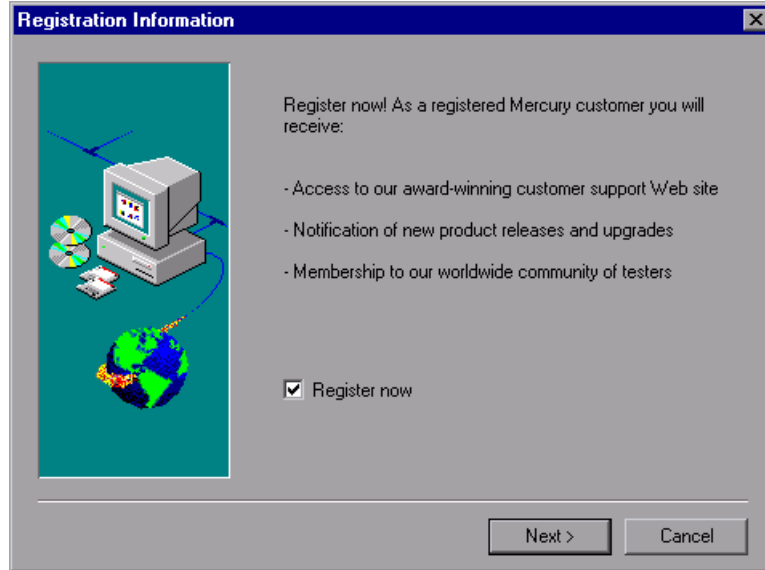 Registration Information
Register now! As a registered Mercury customer you will
receive:
- Access to our award-winning customer support Web site
- Notification of new product releases and upgrades
- Membership to our worldwide community of testers
Register now
Next >
Cancel